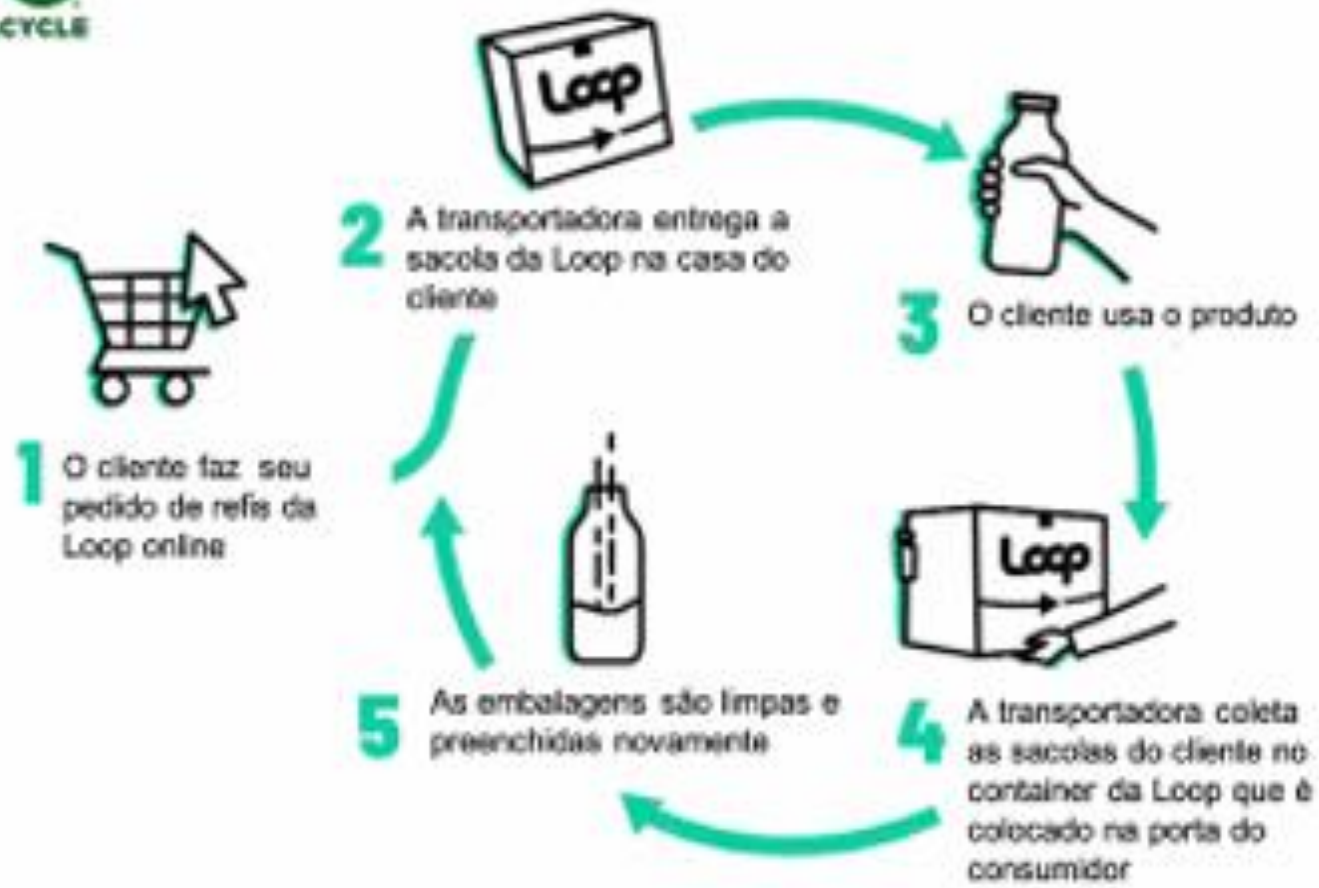 CYCLE
Loop
2 A transportadora entrega a
sacola da Loop na casa do
cliente
3 O cliente usa o produto
1 O cliente faz seu
pedido de refis da
Loop online
Loop
5 As embalagens são limpas e
preenchidas novamente
4 A transportadora coleta
as sacolas do cliente no
container da Loop que è
colocado na porta do
consumidor